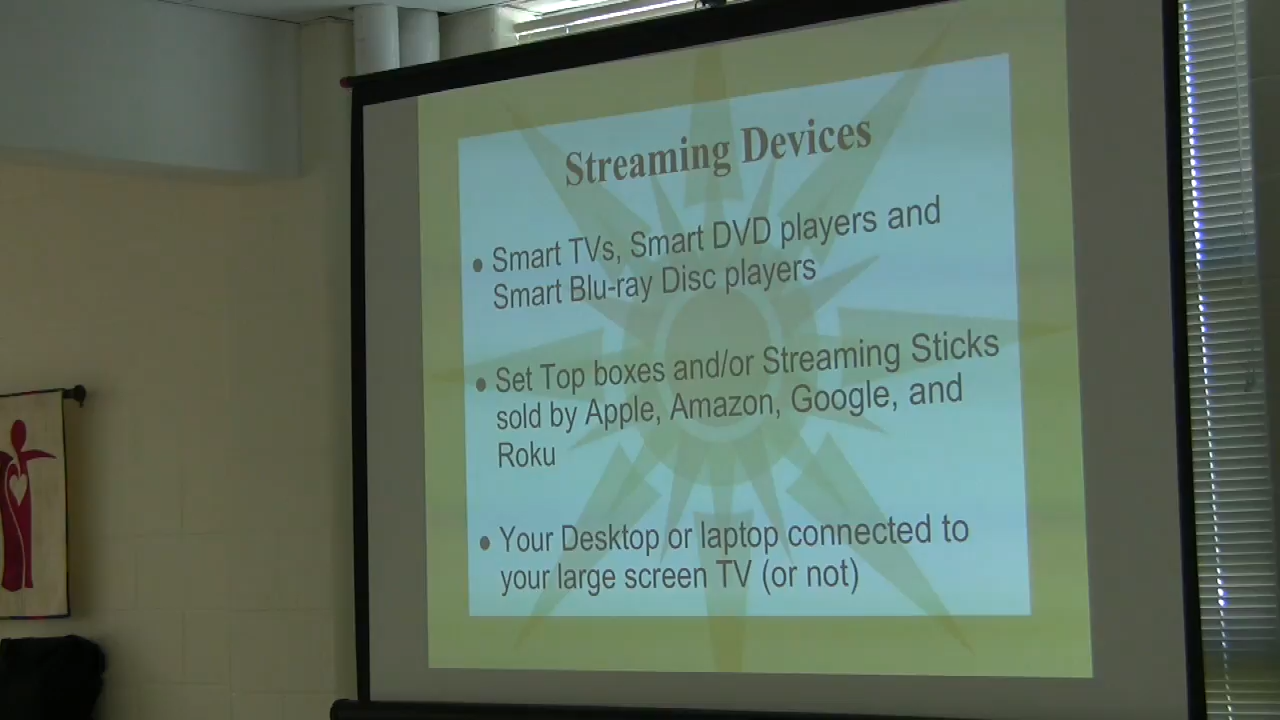 Streaming Devices
• Smart TVs, Smart DVD players and
Smart Blu-ray Disc players
• Set Top boxes and/or Streaming Sticks
sold by Apple, Amazon, Google, and
Roku
• Your Desktop or laptop connected to
your large screen TV (or not)